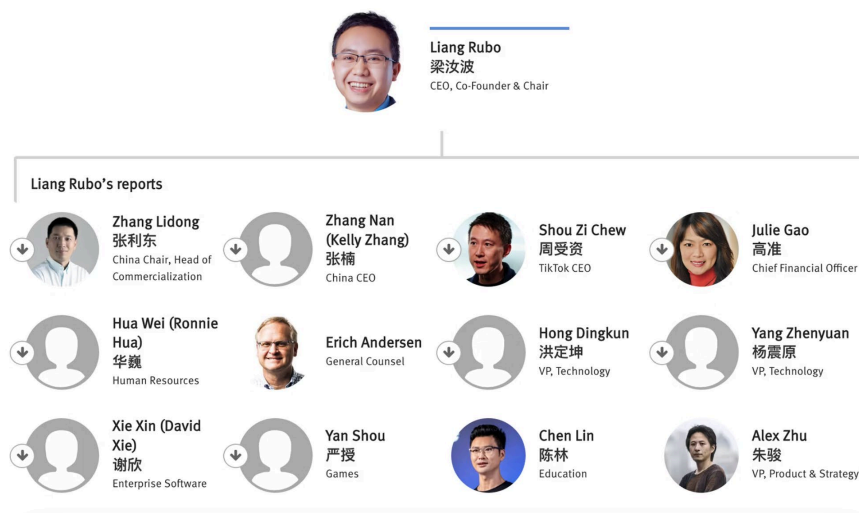 Liang Rubo
梁汝波
CEO, Co-Founder & Chair
Liang Rubo’s reports
Zhang Lidong
张利东
China Chair, Head of
Commercialization
Zhang Nan
(Kelly Zhang)
张楠
China CEO
Shou Zi Chew
周受资
TikTok CEO
Julie Gao
高准
Chief Financial Officer
Hua Wei (Ronnie
Hua)
华巍
Human Resources
Erich Andersen
General Counsel
Hong Dingkun
洪定坤
VP, Technology
Yang Zhenyuan
杨震原
VP, Technology
Xie Xin (David
Xie)
谢欣
Enterprise Software
Yan Shou
严授
Games
Chen Lin
陈林
Education
Alex Zhu
朱骏
VP, Product & Strategy